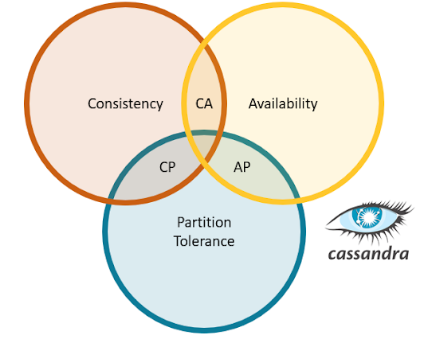 Consistency
CA
Availability
CP
AP
Partition
Tolerance
cassandra